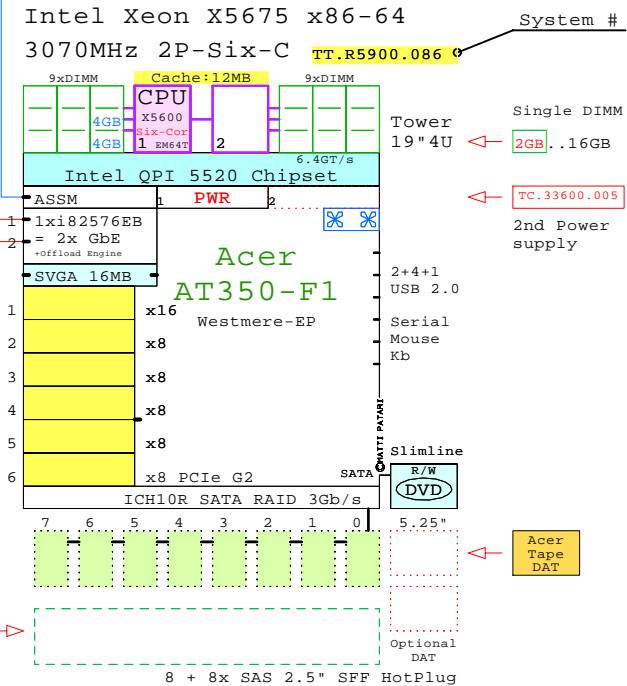 Intel Xeon X5675 x86-64
System #
3070MHz 2P-Six-C TT.R5900.086
9xDIMM Cache:12MB 9xDIMM
CPU
X5600
4GB Six-Cor
4GB 1 EM64T 2
Tower
19"4U
Single DIMM
2GB..16GB
6.4GT/s
Intel QPI 5520 Chipset
ASSM 1 PWR 2
TC.33600.005
2nd Power
supply
1 1xi82576EB
2 = 2x GbE
+Offload Engine
SVGA 16MB
Acer
AT350-F1
Westmere-EP
2+4+1
USB 2.0
Serial
Mouse
Kb
1 x16
2 x8
3 x8
4 x8
5 x8
6 x8 PCIe G2
©MATTI PATARI
SATA
Slimline
R/W
DVD
ICH10R SATA RAID 3Gb/s
7 6 5 4 3 2 1 0 5.25"
Acer
Tape
DAT
Optional
DAT
8 + 8x SAS 2.5" SFF HotPlug